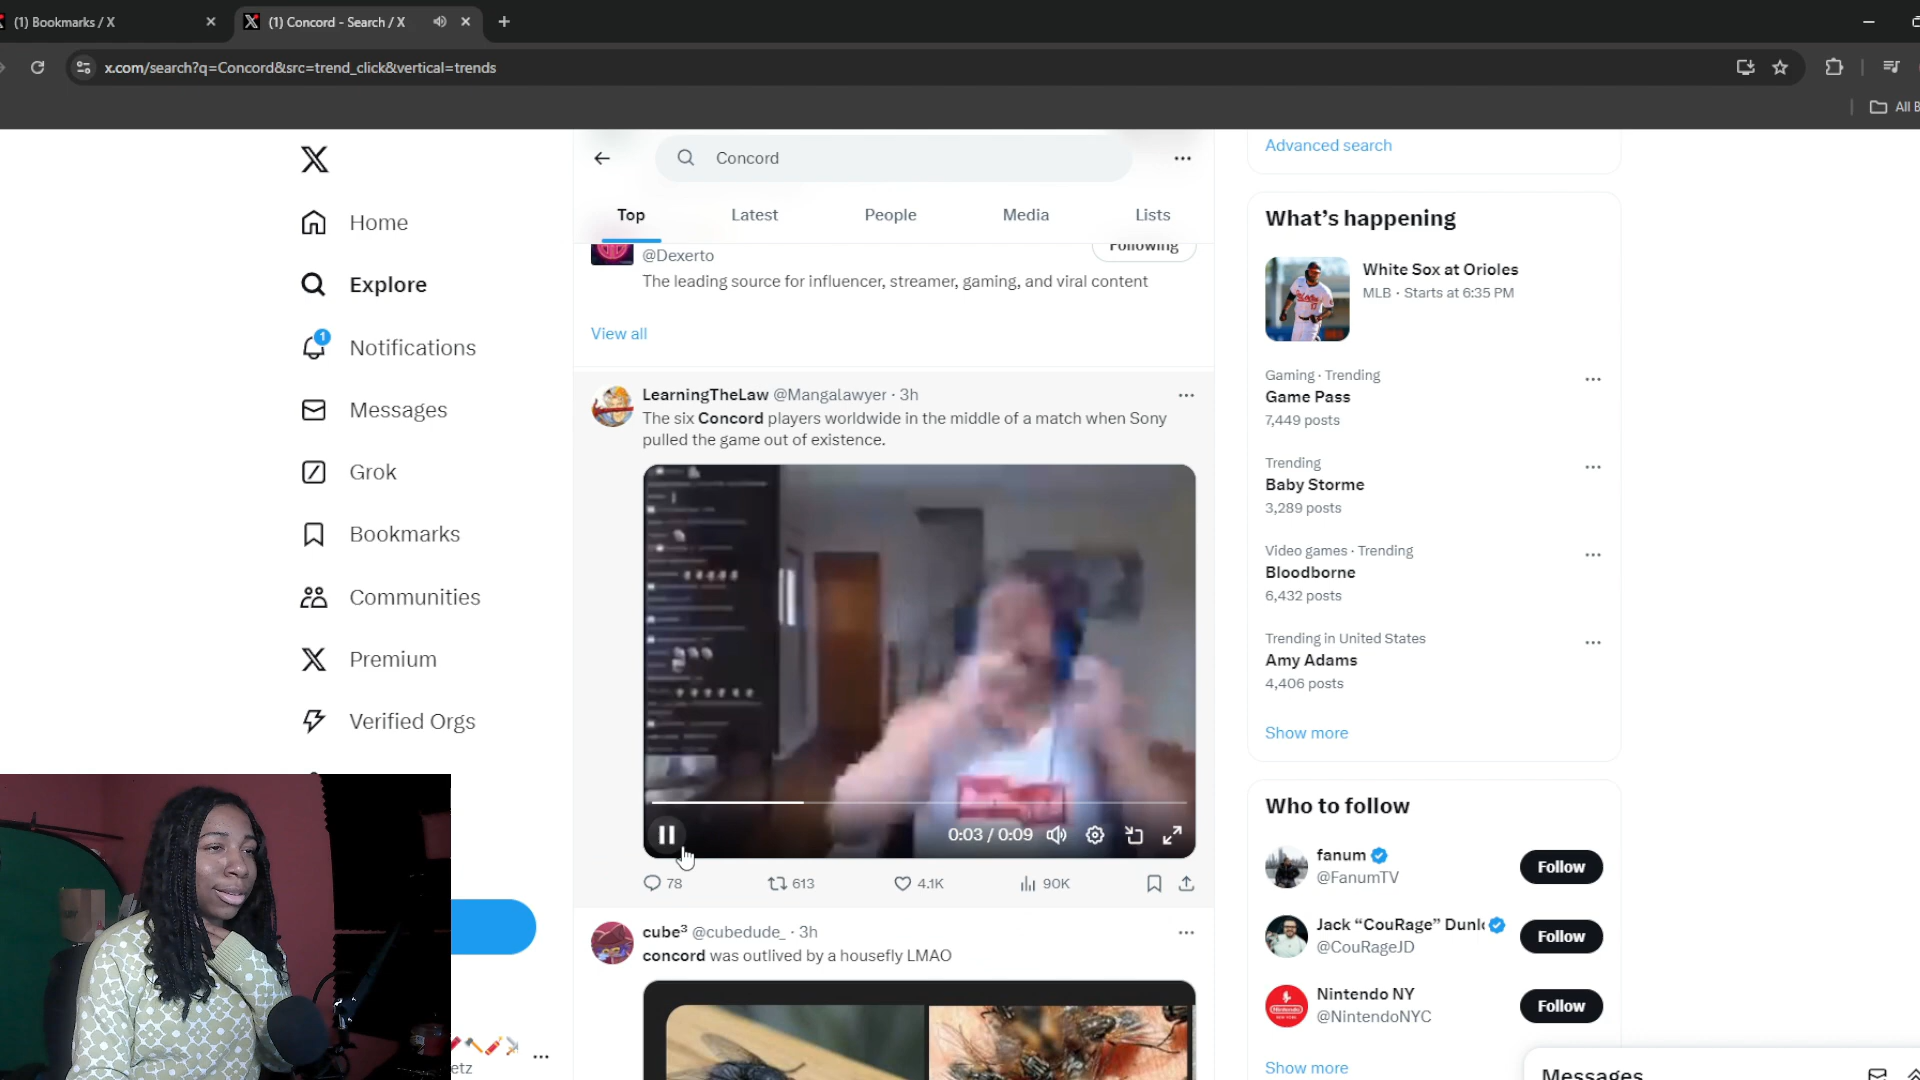 (1) Bookmarks / X
(1) Concord - Search / X
x.com/search?q=Concord&src=trend_click&vertical=trends
All B
Home
Explore
1
Notifications
Messages
Grok
Bookmarks
Communities
Premium
Verified Orgs
etz
Concord
Top
Latest
People
Media
Lists
@Dexerto
Following
The leading source for influencer, streamer, gaming, and viral content
View all
LearningTheLaw @Mangalawyer · 3h
The six Concord players worldwide in the middle of a match when Sony
pulled the game out of existence.
0:03 / 0:09
78
613
4.1K
90K
cube³ @cubedude_ · 3h
concord was outlived by a housefly LMAO
Advanced search
What's happening
White Sox at Orioles
MLB · Starts at 6:35 PM
Gaming · Trending
Game Pass
7,449 posts
Trending
Baby Storme
3,289 posts
Video games · Trending
Bloodborne
6,432 posts
Trending in United States
Amy Adams
4,406 posts
Show more
Who to follow
fanum
@FanumTV
Follow
Jack "CouRage" Dunl
@CouRageJD
Follow
Nintendo NY
@NintendoNYC
Follow
Show more
Messages